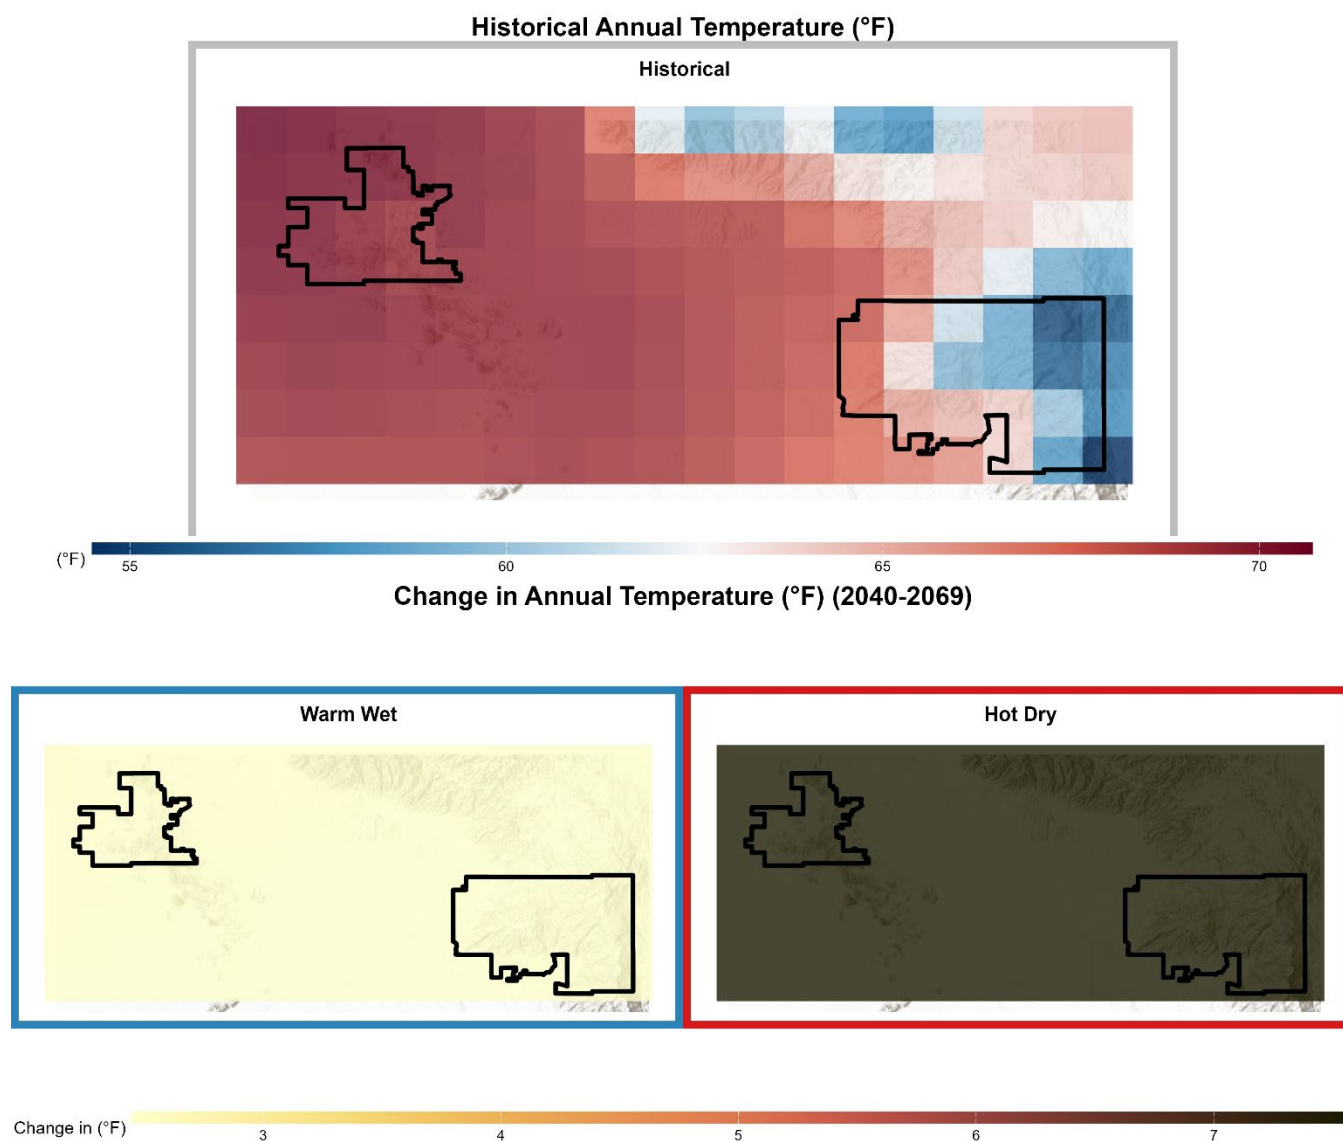 Historical Annual Temperature (°F)
Historical
(°F)
55 60 65 70
Change in Annual Temperature (°F) (2040-2069)
Warm Wet
Hot Dry
Change in (°F)
3 4 5 6 7